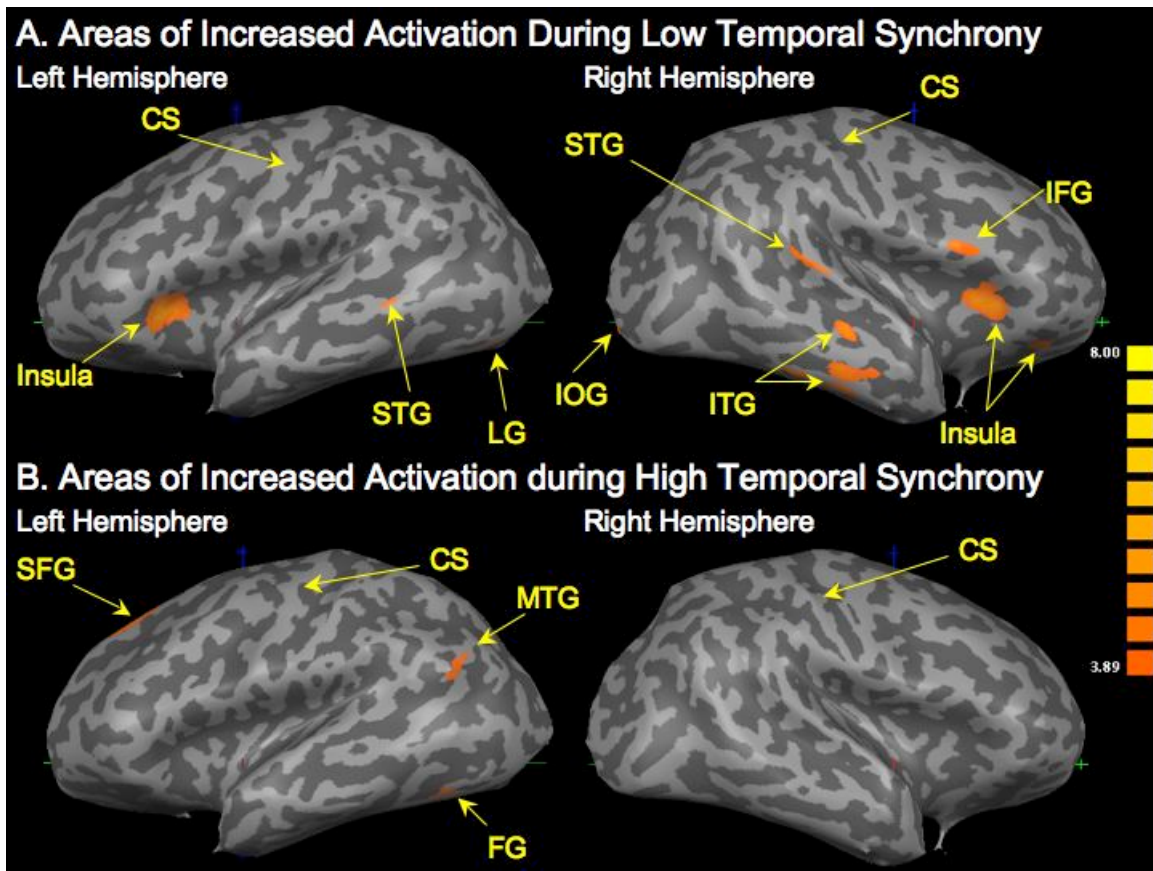 A. Areas of Increased Activation During Low Temporal Synchrony
Left Hemisphere
Right Hemisphere
CS
CS
STG
IFG
Insula
STG
LG
IOG
ITG
Insula
8.00
B. Areas of Increased Activation during High Temporal Synchrony
Left Hemisphere
Right Hemisphere
SFG
CS
MTG
CS
3.89
FG